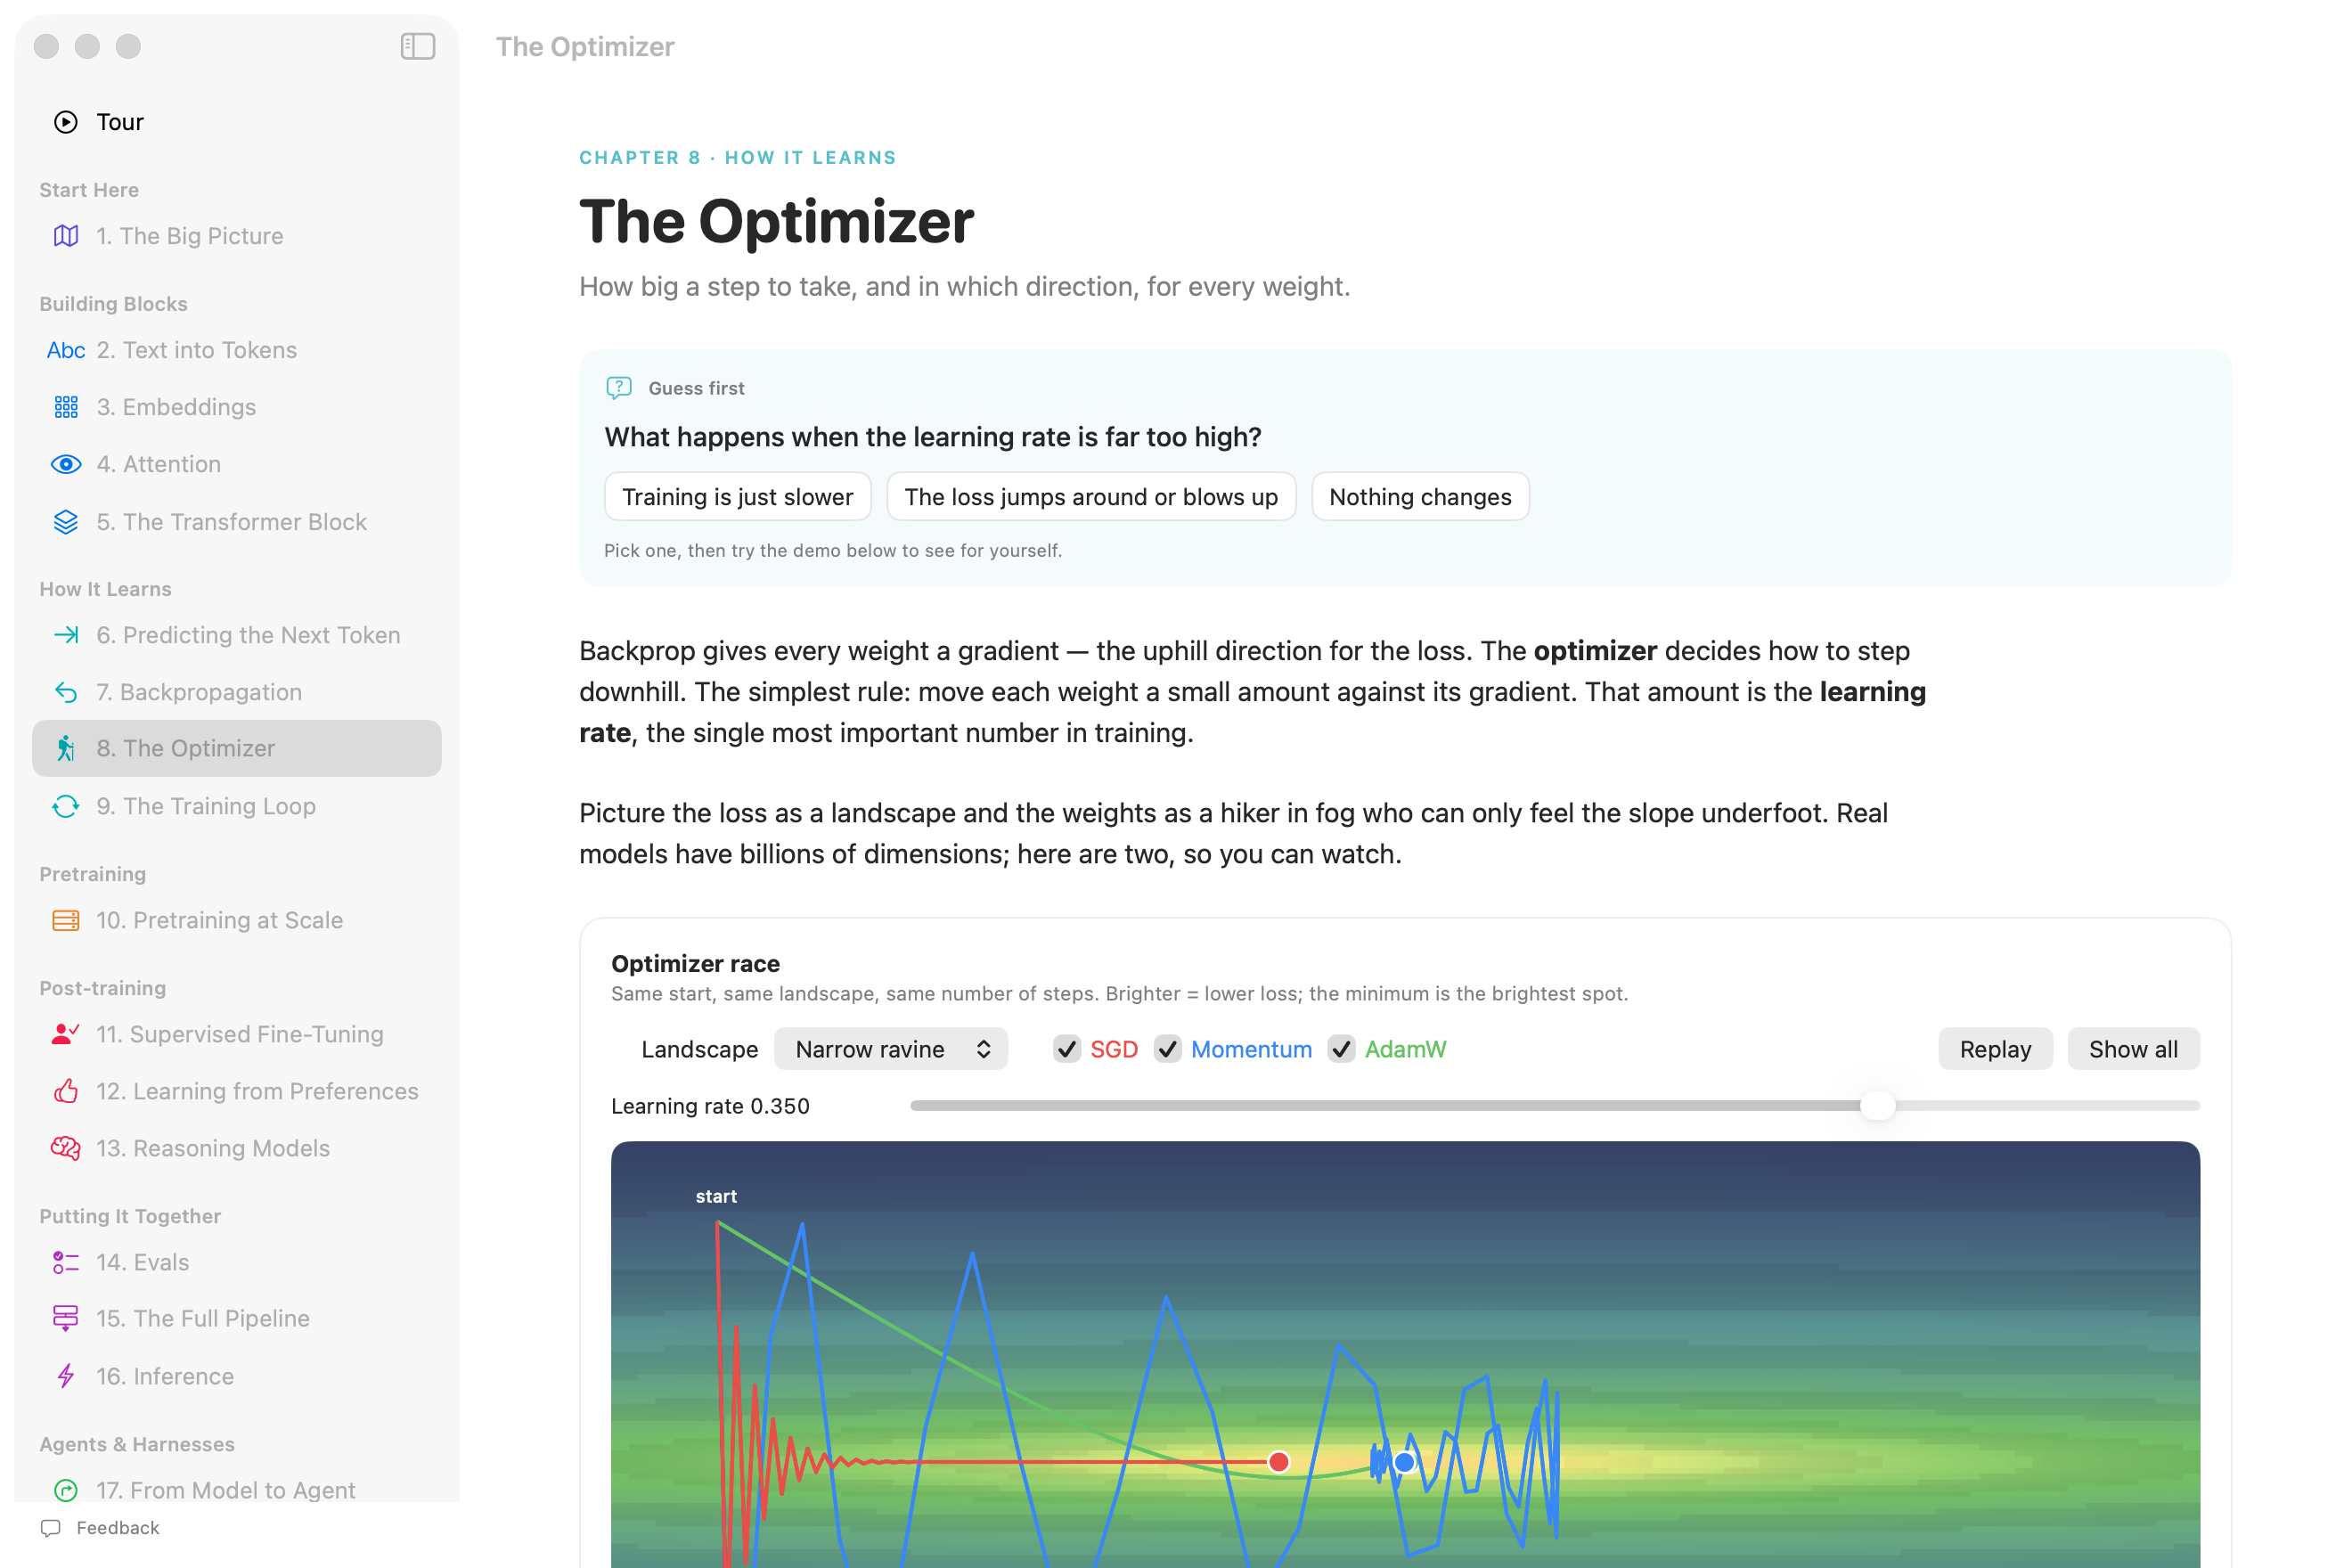 The Optimizer
Tour
Start Here
1. The Big Picture
Building Blocks
Abc 2. Text into Tokens
3. Embeddings
4. Attention
5. The Transformer Block
How It Learns
6. Predicting the Next Token
7. Backpropagation
8. The Optimizer
9. The Training Loop
Pretraining
10. Pretraining at Scale
Post-training
11. Supervised Fine-Tuning
12. Learning from Preferences
13. Reasoning Models
Putting It Together
14. Evals
15. The Full Pipeline
16. Inference
Agents & Harnesses
17. From Model to Agent
Feedback
CHAPTER 8 · HOW IT LEARNS
The Optimizer
How big a step to take, and in which direction, for every weight.
Guess first
What happens when the learning rate is far too high?
Training is just slower
The loss jumps around or blows up
Nothing changes
Pick one, then try the demo below to see for yourself.
Backprop gives every weight a gradient — the uphill direction for the loss. The optimizer decides how to step
downhill. The simplest rule: move each weight a small amount against its gradient. That amount is the learning
rate, the single most important number in training.
Picture the loss as a landscape and the weights as a hiker in fog who can only feel the slope underfoot. Real
models have billions of dimensions; here are two, so you can watch.
Optimizer race
Same start, same landscape, same number of steps. Brighter = lower loss; the minimum is the brightest spot.
Landscape Narrow ravine SGD Momentum AdamW Replay Show all
Learning rate 0.350
start